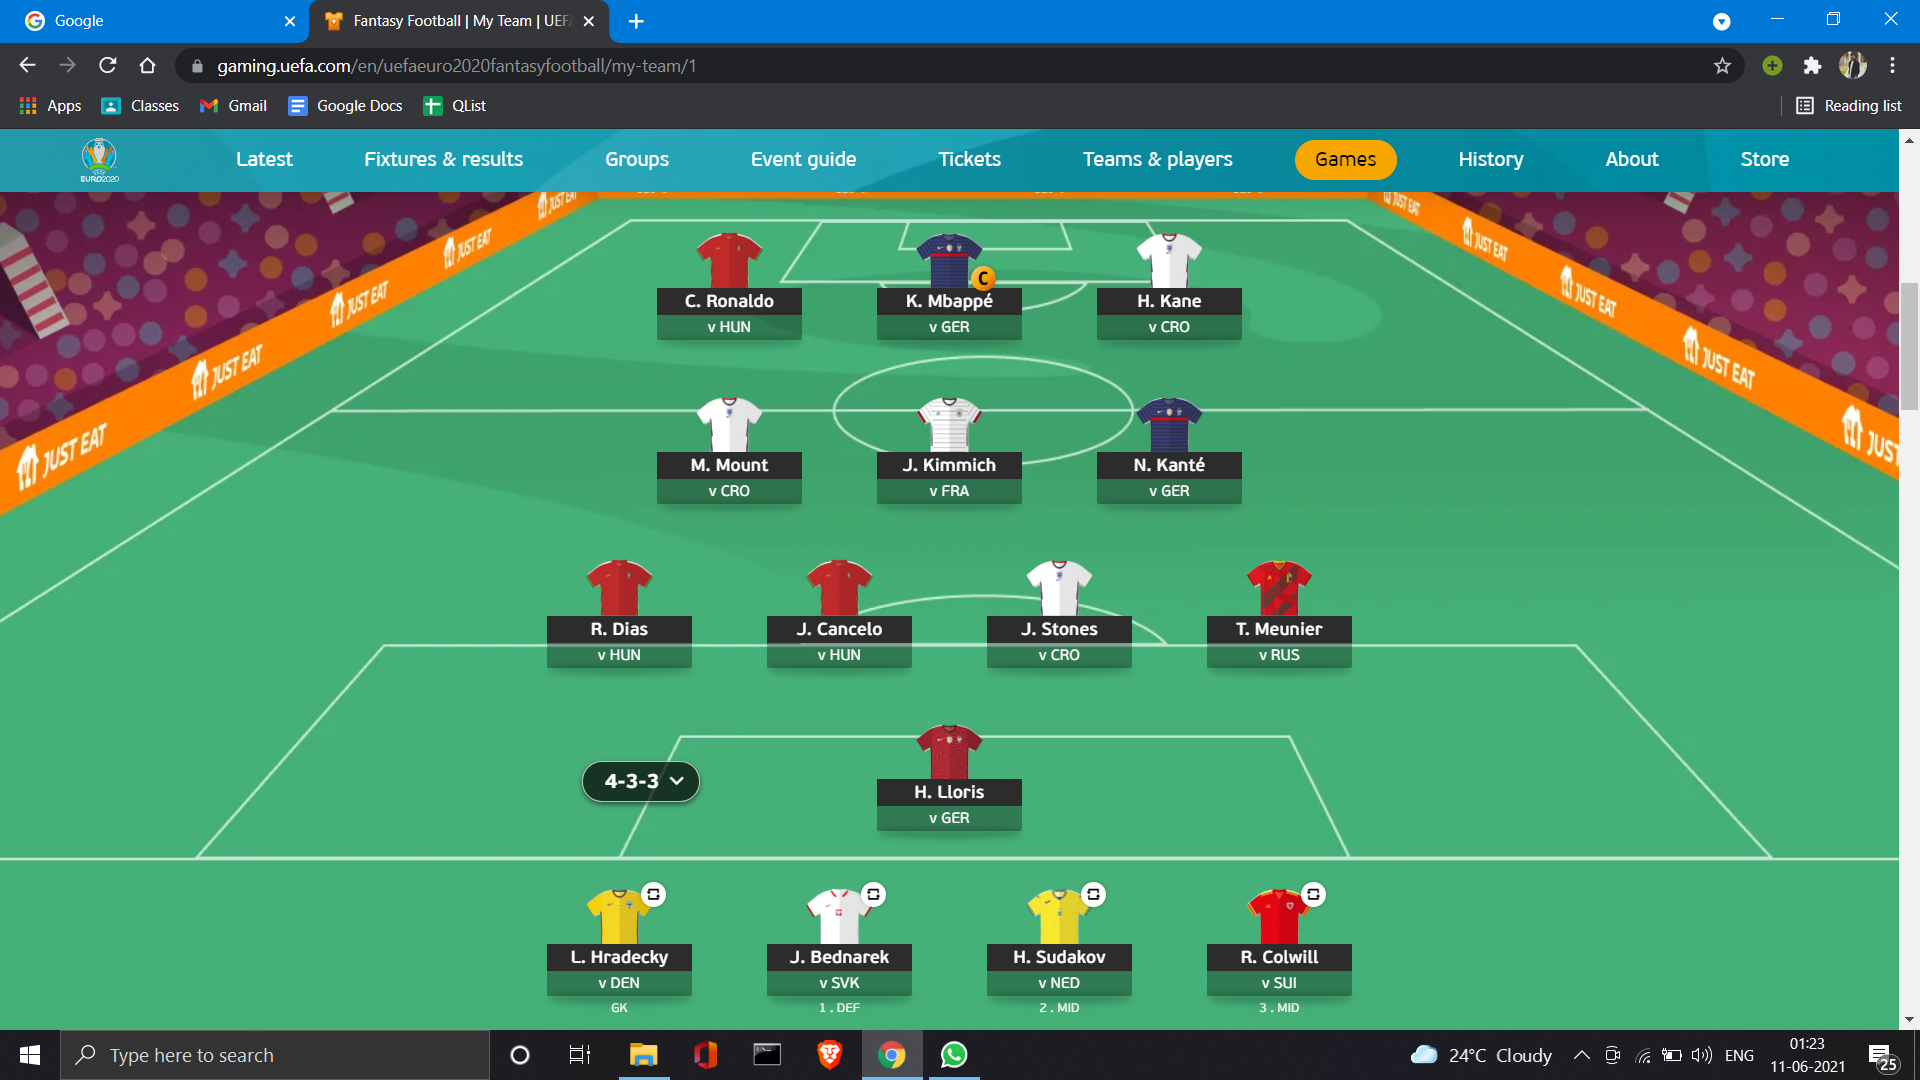 Google
Fantasy Football | My Team | UEF
gaming.uefa.com/en/uefaeuro2020fantasyfootball/my-team/1
Apps Classes Gmail Google Docs QList Reading list
EURO2020
Latest Fixtures & results Groups Event guide Tickets Teams & players Games History About Store
JUST EAT JUST EAT
JUST EAT JUST EAT
JUST EAT JUST EAT
JUST EAT JUST EAT
JUST EAT JUST
C
C. Ronaldo K. Mbappé H. Kane
v HUN v GER v CRO
M. Mount J. Kimmich N. Kanté
v CRO v FRA v GER
R. Dias J. Cancelo J. Stones T. Meunier
v HUN v HUN v CRO v RUS
4-3-3
H. Lloris
v GER
L. Hradecky J. Bednarek H. Sudakov R. Colwill
v DEN v SVK v NED v SUI
GK 1. DEF 2. MID 3. MID
Type here to search
24°C Cloudy
ENG
01:23
11-06-2021
25